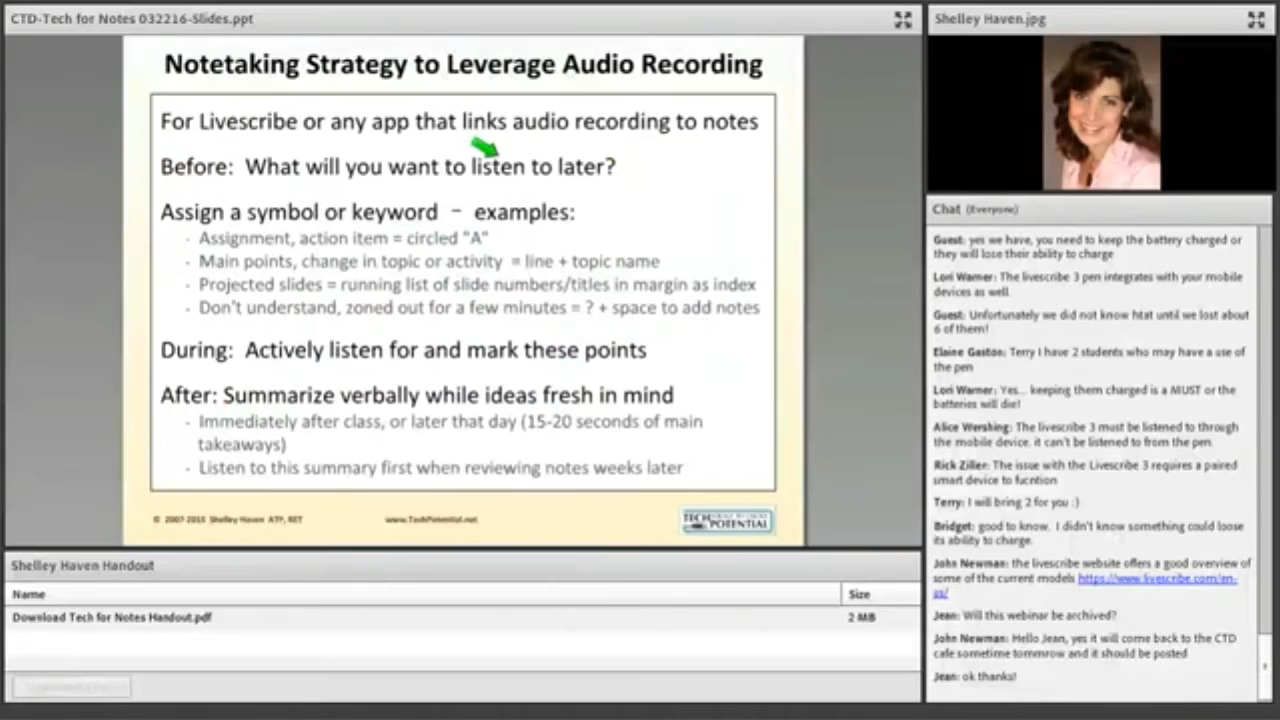 CTD-Tech for Notes 032216-Slides.ppt
Notetaking Strategy to Leverage Audio Recording
For Livescribe or any app that links audio recording to notes
Before: What will you want to listen to later?
Assign a symbol or keyword – examples:
- Assignment, action item = circled "A"
- Main points, change in topic or activity = line + topic name
- Projected slides = running list of slide numbers/titles in margin as index
- Don't understand, zoned out for a few minutes = ? + space to add notes
During: Actively listen for and mark these points
After: Summarize verbally while ideas fresh in mind
- Immediately after class, or later that day (15-20 seconds of main
takeaways)
- Listen to this summary first when reviewing notes weeks later
© 2007-2015 Shelley Haven ATP, RET
www.TechPotential.net
TECH
POTENTIAL
Shelley Haven Handout
Name
Size
Download Tech for Notes Handout.pdf
2 MB
Shelley Haven.jpg
Chat (Everyone)
Guest: yes we have, you need to keep the battery charged or
they will lose their ability to charge
Lori Warner: The livescribe 3 pen integrates with your mobile
devices as well.
Guest: Unfortunately we did not know htat until we lost about
6 of them!
Elaine Gaston: Terry I have 2 students who may have a use of
the pen
Lori Warner: Yes... keeping them charged is a MUST or the
batteries will die!
Alice Wershing: The livescribe 3 must be listened to through
the mobile device. it can't be listened to from the pen
Rick Ziller: The issue with the Livescribe 3 requires a paired
smart device to fucntion
Terry: I will bring 2 for you :)
Bridget: good to know. I didn't know something could loose
its ability to charge.
John Newman: the livescribe website offers a good overview of
some of the current models https://www.livescribe.com/en-
us/
Jean: Will this webinar be archived?
John Newman: Hello Jean, yes it will come back to the CTD
cafe sometime tommrow and it should be posted
Jean: ok thanks!